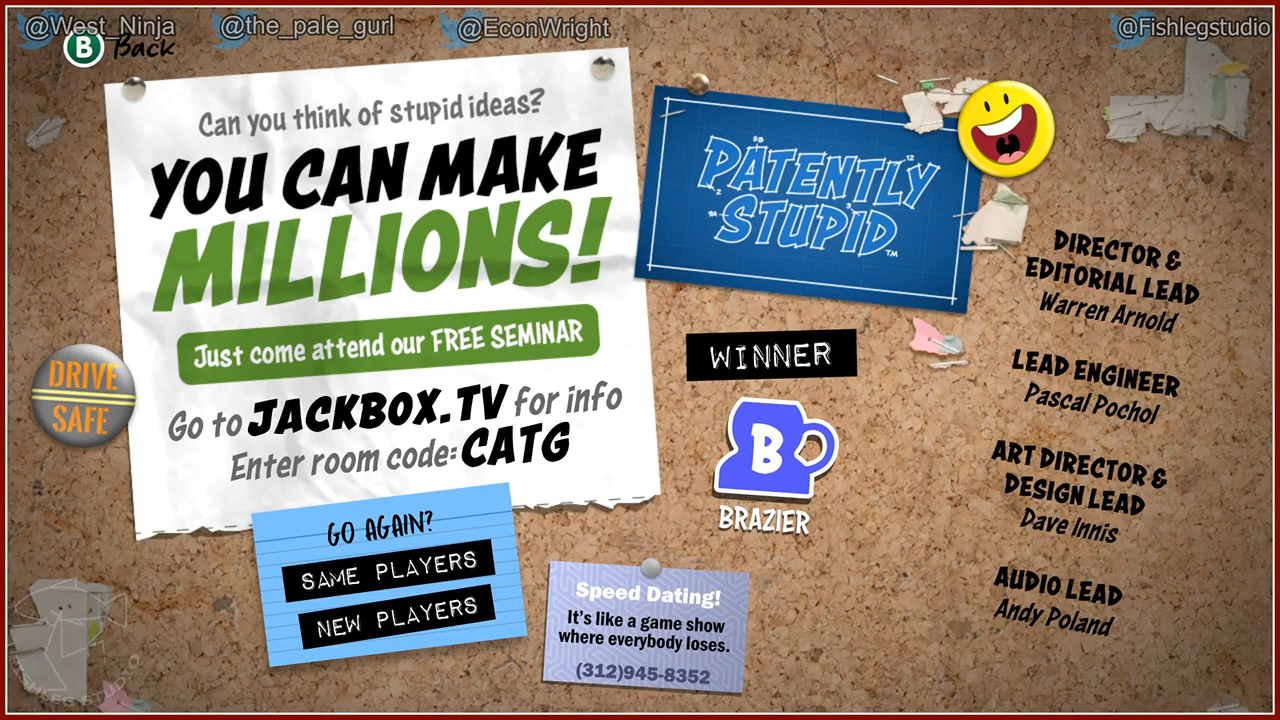 @West_Ninja
@the_pale_gurl
@EconWright
@Fishlegstudio
B Back
Can you think of stupid ideas?
YOU CAN MAKE
MILLIONS!
Just come attend our FREE SEMINAR
Go to JACKBOX.TV for info
Enter room code: CATG
DRIVE
SAFE
GO AGAIN?
SAME PLAYERS
NEW PLAYERS
PATENTLY
STUPID™
WINNER
B
BRAZIER
Speed Dating!
It's like a game show
where everybody loses.
(312)945-8352
DIRECTOR &
EDITORIAL LEAD
Warren Arnold
LEAD ENGINEER
Pascal Pochol
ART DIRECTOR &
DESIGN LEAD
Dave Innis
AUDIO LEAD
Andy Poland